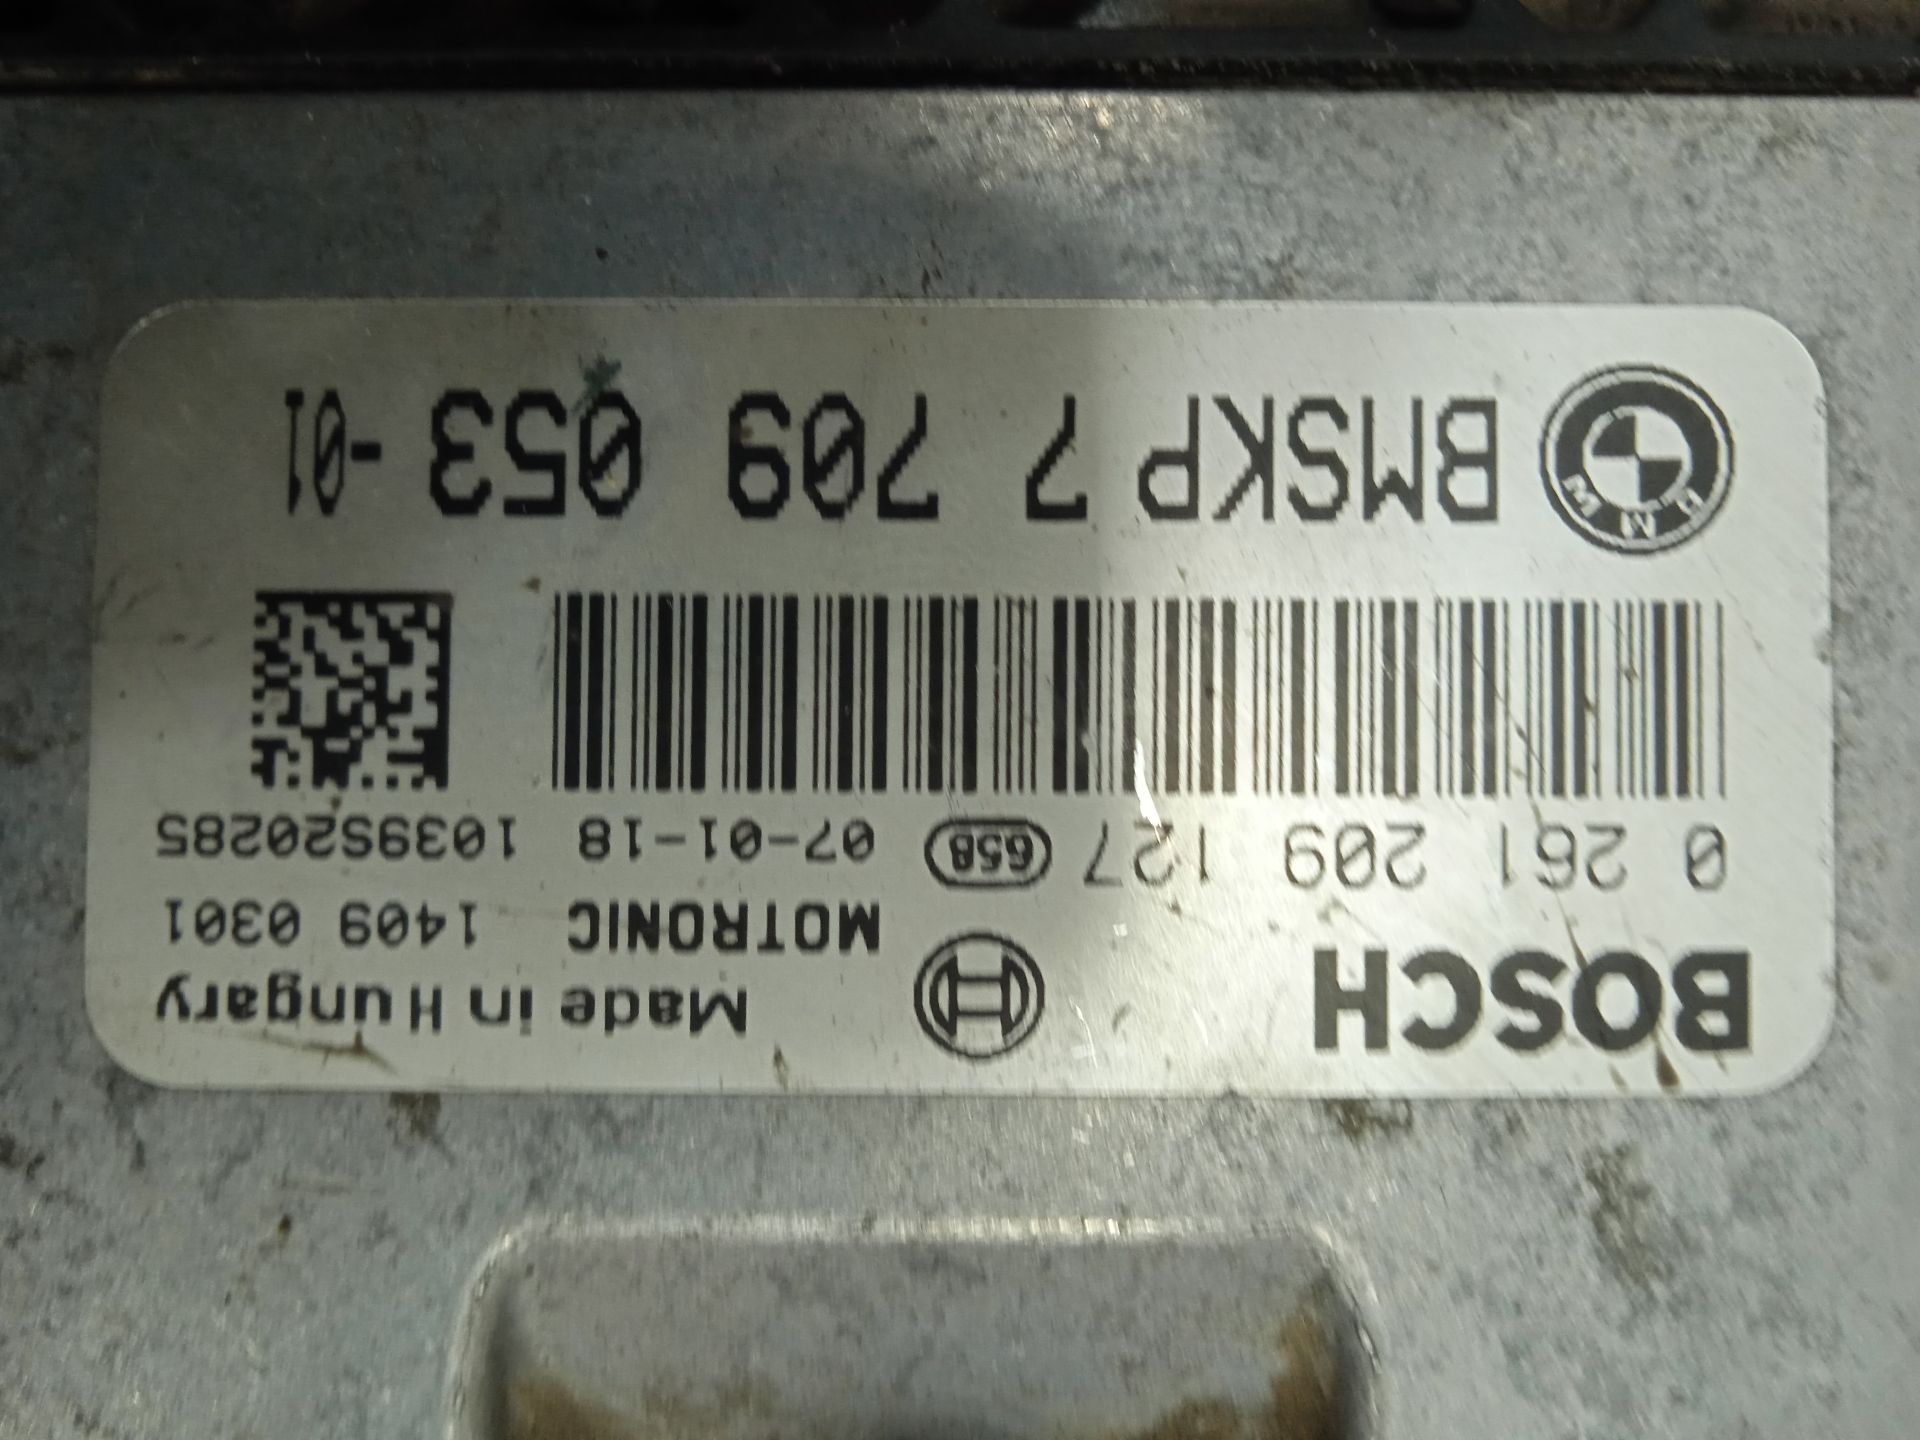 BOSCH Made in Hungary
MOTRONIC 1409 0301
0 261 209 127 658 07-01-18 1039S20285
BMW BMSKP 7 709 053 -01